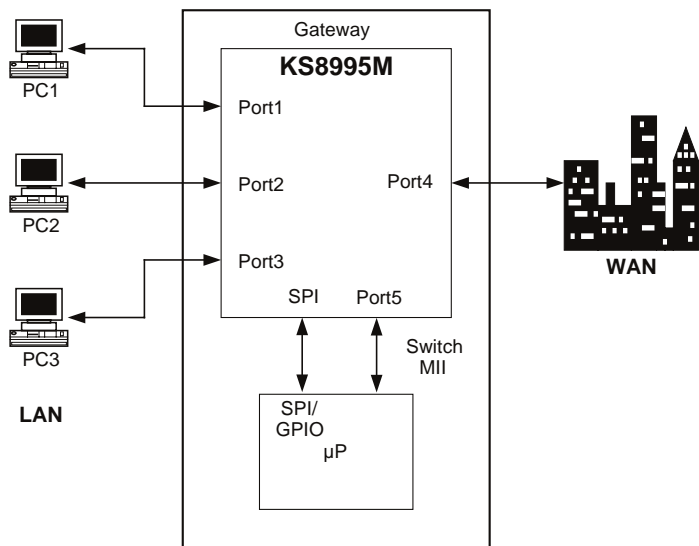 Gateway
KS8995M
PC1
Port1
PC2
Port2
Port4
WAN
PC3
Port3
SPI
Port5
Switch
MII
LAN
SPI/
GPIO
µP